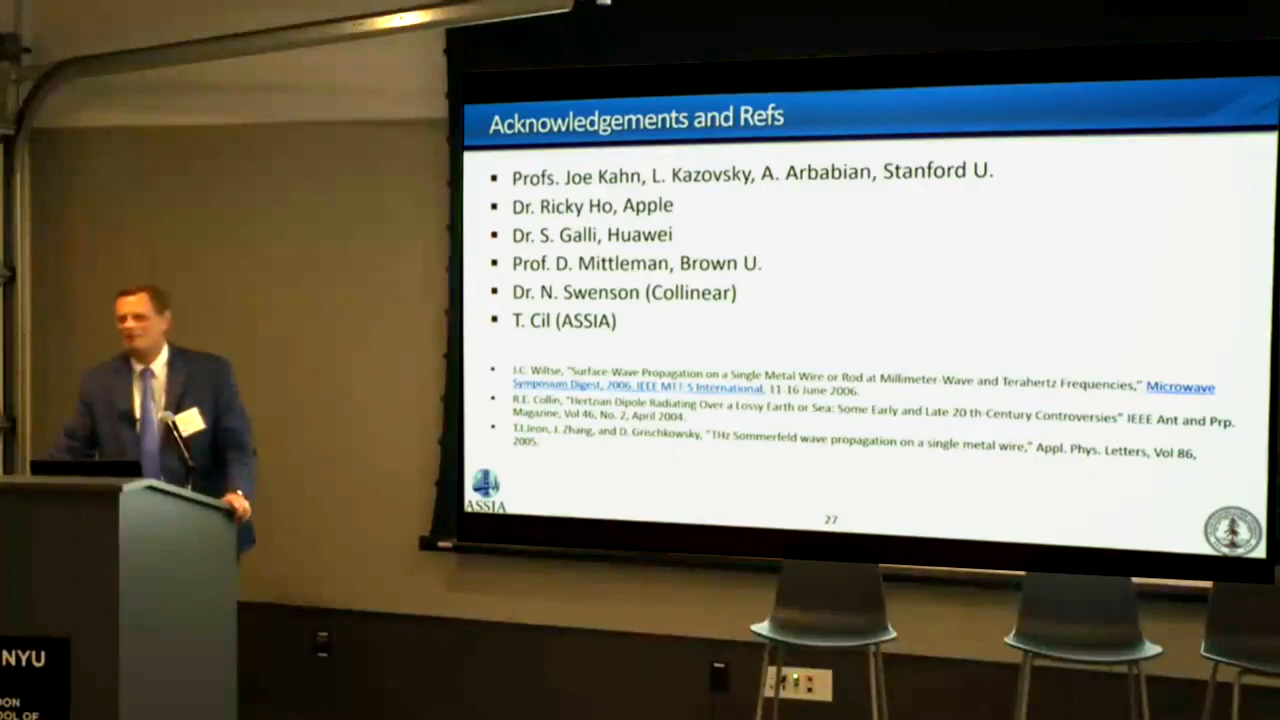 Acknowledgements and Refs
▪ Profs. Joe Kahn, L. Kazovsky, A. Arbabian, Stanford U.
▪ Dr. Ricky Ho, Apple
▪ Dr. S. Galli, Huawei
▪ Prof. D. Mittleman, Brown U.
▪ Dr. N. Swenson (Collinear)
▪ T. Cil (ASSIA)
• J.C. Wiltse, "Surface-Wave Propagation on a Single Metal Wire or Rod at Millimeter-Wave and Terahertz Frequencies," Microwave
Symposium Digest, 2006. IEEE MTT-S International, 11-16 June 2006.
• R.E. Collin, "Hertzian Dipole Radiating Over a Lossy Earth or Sea: Some Early and Late 20 th-Century Controversies" IEEE Ant and Prp.
Magazine, Vol 46, No. 2, April 2004.
• T.I.Jeon, J. Zhang, and D. Grischkowsky, "THz Sommerfeld wave propagation on a single metal wire," Appl. Phys. Letters, Vol 86,
2005.
ASSIA
27
NYU
DON
OOL OF